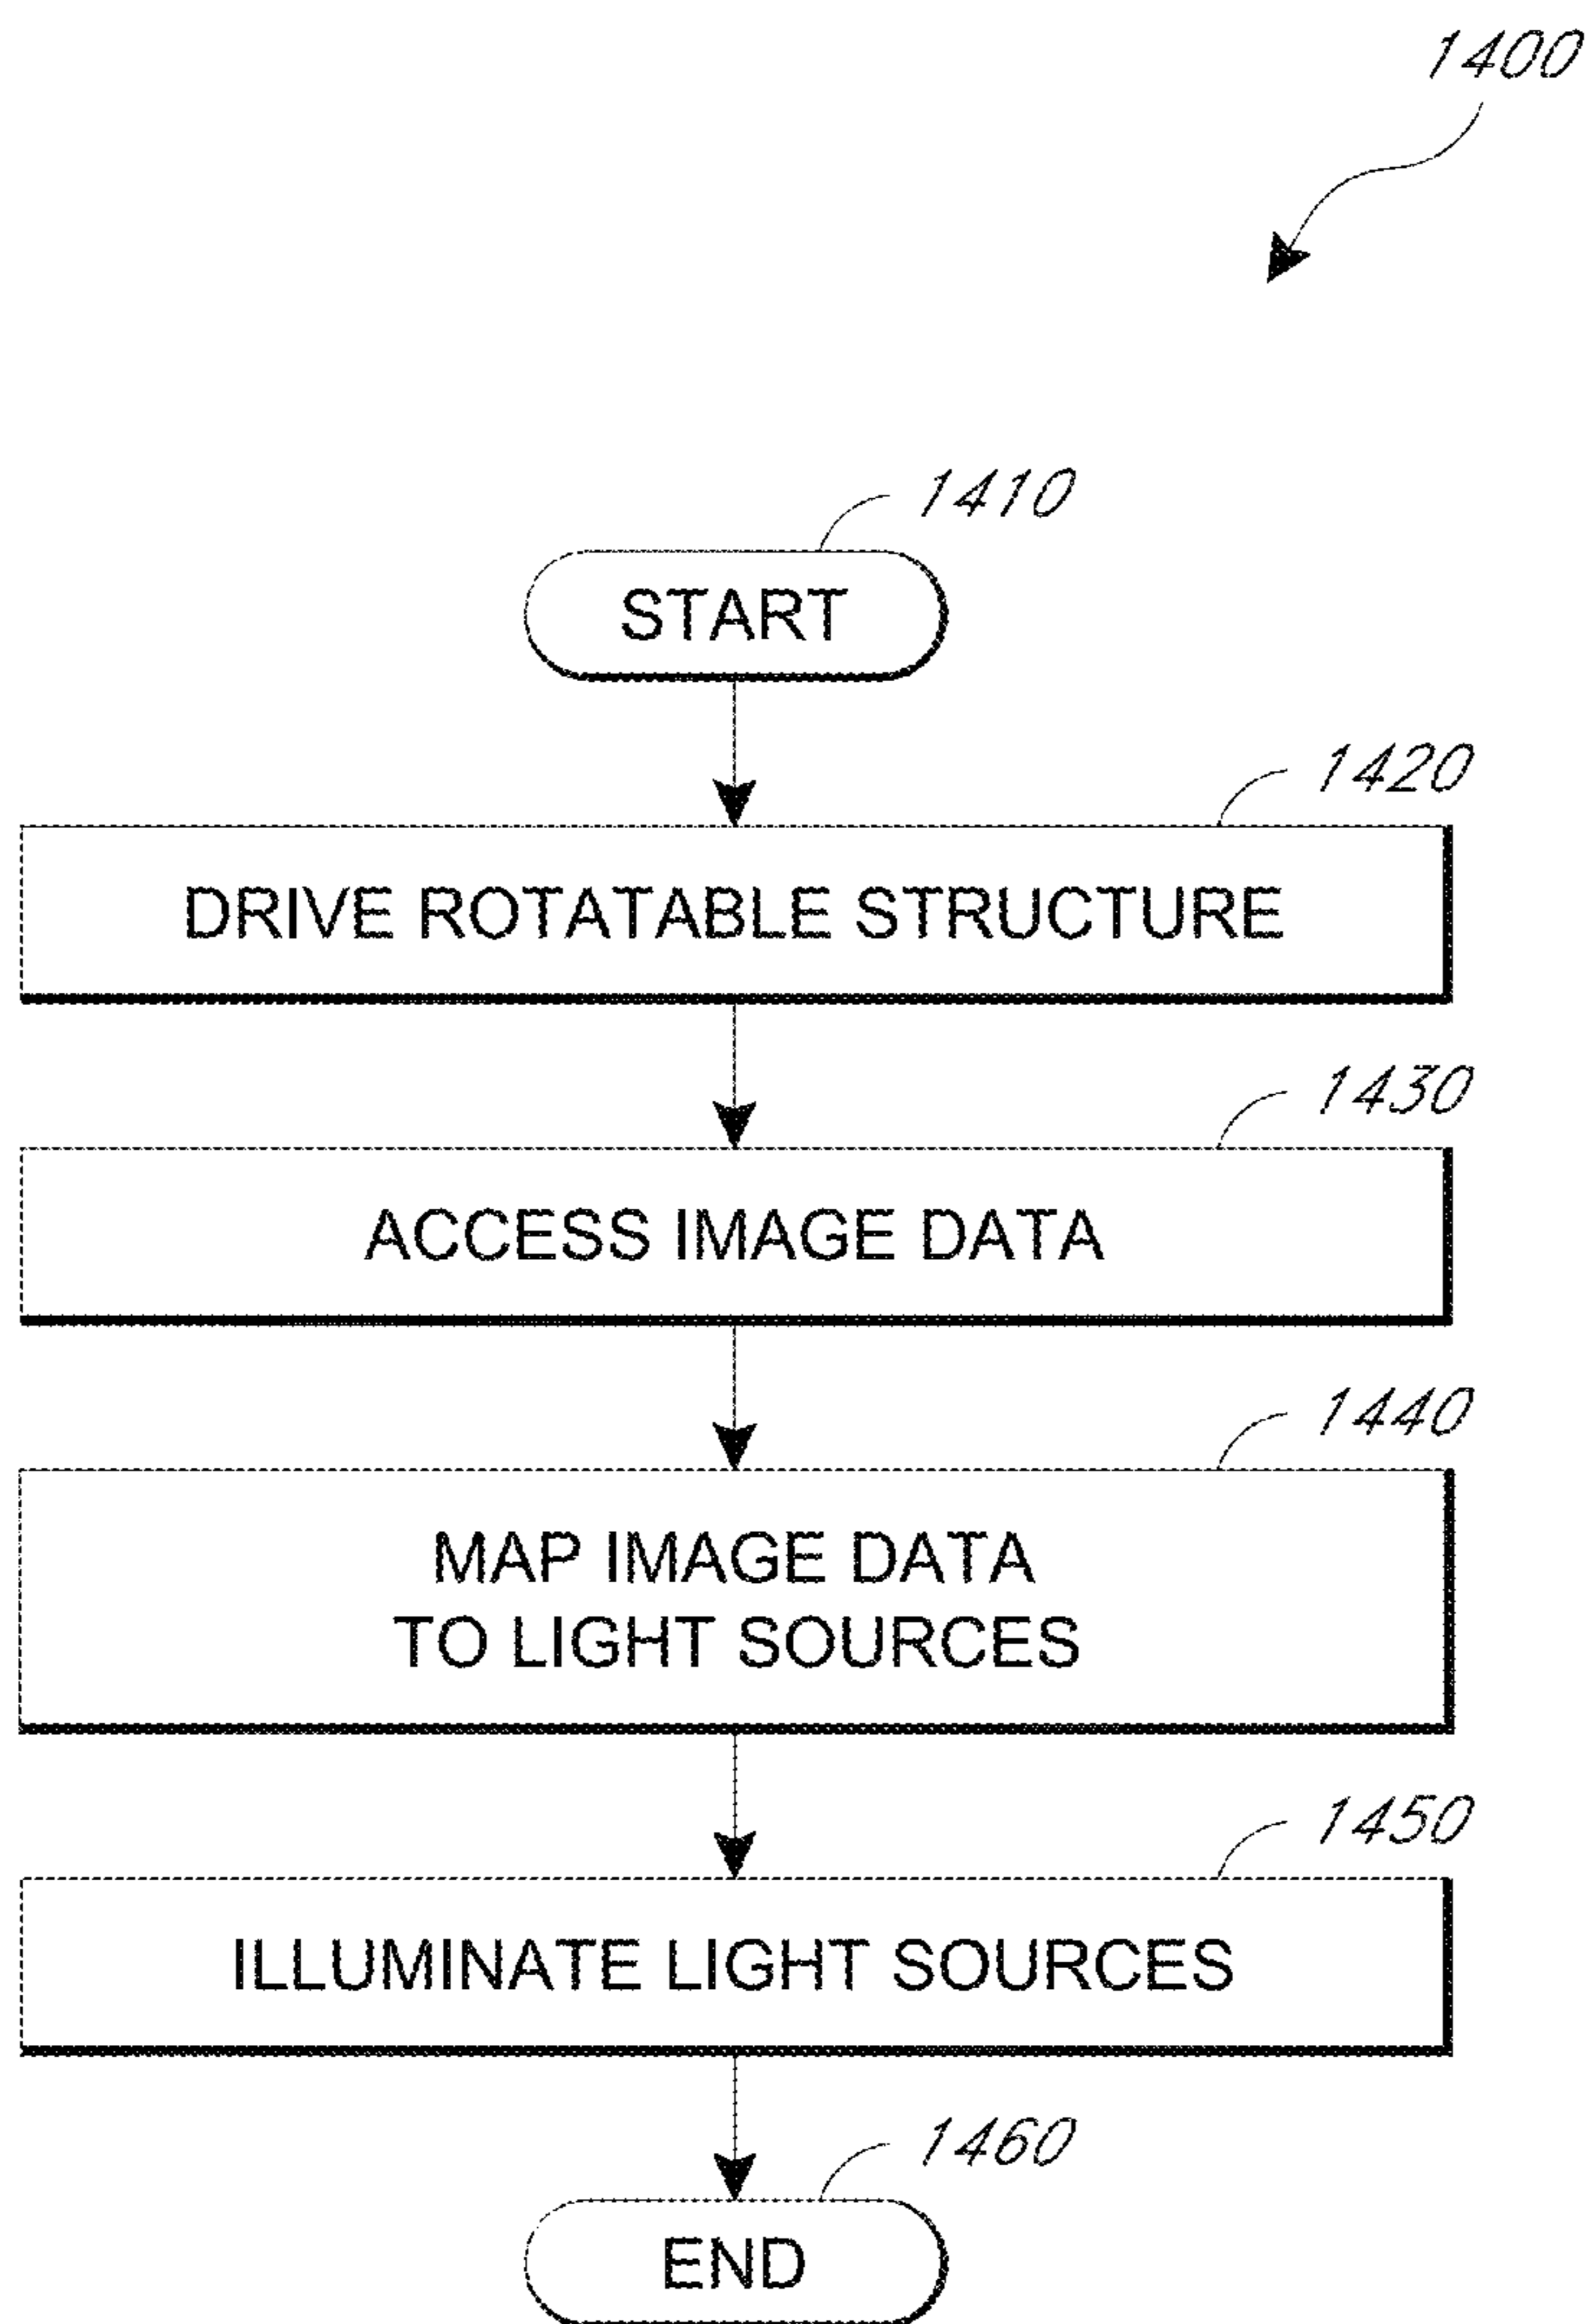 1400
1410
START
1420
DRIVE ROTATABLE STRUCTURE
1430
ACCESS IMAGE DATA
1440
MAP IMAGE DATA
TO LIGHT SOURCES
1450
ILLUMINATE LIGHT SOURCES
1460
END